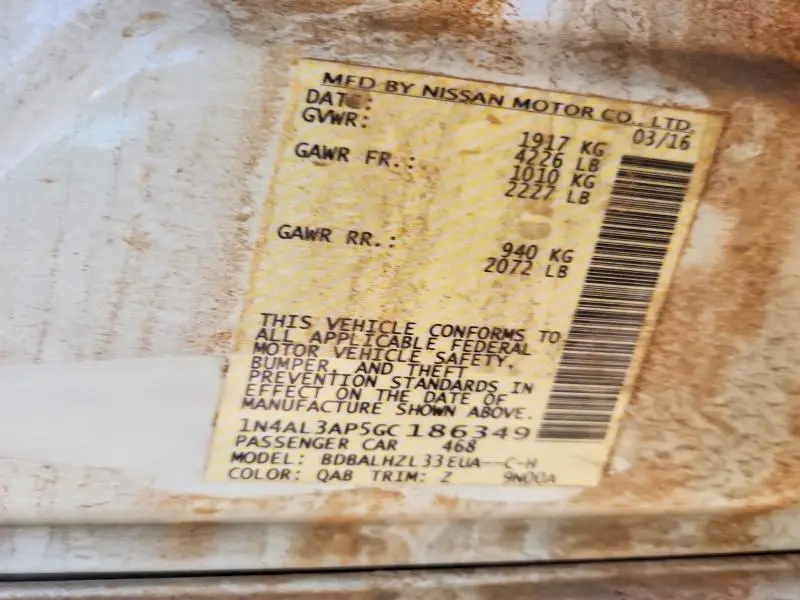 MFD BY NISSAN MOTOR CO., LTD.
DATE: 03/16
GVWR: 1917 KG
4226 LB
GAWR FR.: 1010 KG
2227 LB
GAWR RR.: 940 KG
2072 LB
THIS VEHICLE CONFORMS TO
ALL APPLICABLE FEDERAL
MOTOR VEHICLE SAFETY,
BUMPER, AND THEFT
PREVENTION STANDARDS IN
EFFECT ON THE DATE OF
MANUFACTURE SHOWN ABOVE.
1N4AL3AP5GC186349
PASSENGER CAR 468
MODEL: BDBALHZL33EUA--C-H
COLOR: QAB TRIM: Z 9N00A